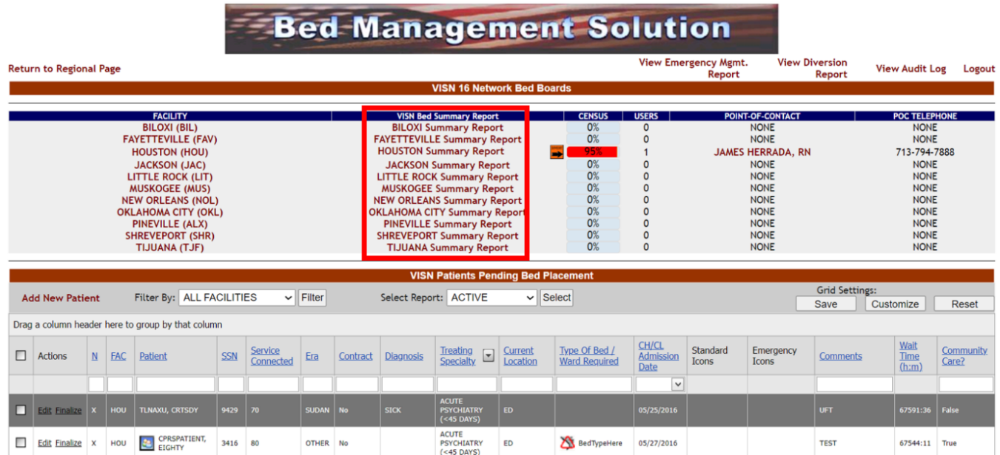 Bed Management Solution
Return to Regional Page
View Emergency Mgmt. Report
View Diversion Report
View Audit Log
Logout
VISN 16 Network Bed Boards
FACILITY VISN Bed Summary Report CENSUS USERS POINT-OF-CONTACT POC TELEPHONE
BILOXI (BIL) BILOXI Summary Report 0% 0 NONE NONE
FAYETTEVILLE (FAV) FAYETTEVILLE Summary Report 0% 0 NONE NONE
HOUSTON (HOU) HOUSTON Summary Report 95% 1 JAMES HERRADA, RN 713-794-7888
JACKSON (JAC) JACKSON Summary Report 0% 0 NONE NONE
LITTLE ROCK (LIT) LITTLE ROCK Summary Report 0% 0 NONE NONE
MUSKOGEE (MUS) MUSKOGEE Summary Report 0% 0 NONE NONE
NEW ORLEANS (NOL) NEW ORLEANS Summary Report 0% 0 NONE NONE
OKLAHOMA CITY (OKL) OKLAHOMA CITY Summary Report 0% 0 NONE NONE
PINEVILLE (ALX) PINEVILLE Summary Report 0% 0 NONE NONE
SHREVEPORT (SHR) SHREVEPORT Summary Report 0% 0 NONE NONE
TIJUANA (TJF) TIJUANA Summary Report 0% 0 NONE NONE
VISN Patients Pending Bed Placement
Add New Patient Filter By: ALL FACILITIES Filter Select Report: ACTIVE Select Grid Settings: Save Customize Reset
Drag a column header here to group by that column
Actions N FAC Patient SSN Service Connected Era Contract Diagnosis Treating Specialty Current Location Type Of Bed / Ward Required CH/CL Admission Date Standard Icons Emergency Icons Comments Wait Time (h:m) Community Care?
Edit Finalize X HOU TLNAXU, CRTSDY 9429 70 SUDAN No SICK ACUTE PSYCHIATRY (<45 DAYS) ED 05/25/2016 UFT 67591:36 False
Edit Finalize X HOU CPRSPATIENT, EIGHTY 3416 80 OTHER No ACUTE PSYCHIATRY (<45 DAYS) ED BedTypeHere 05/27/2016 TEST 67544:11 True